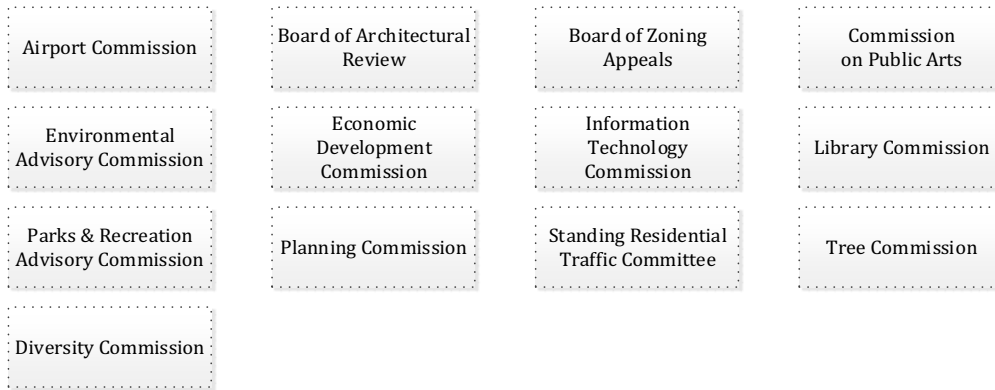 Airport Commission
Board of Architectural
Review
Board of Zoning
Appeals
Commission
on Public Arts
Environmental
Advisory Commission
Economic
Development
Commission
Information
Technology
Commission
Library Commission
Parks & Recreation
Advisory Commission
Planning Commission
Standing Residential
Traffic Committee
Tree Commission
Diversity Commission